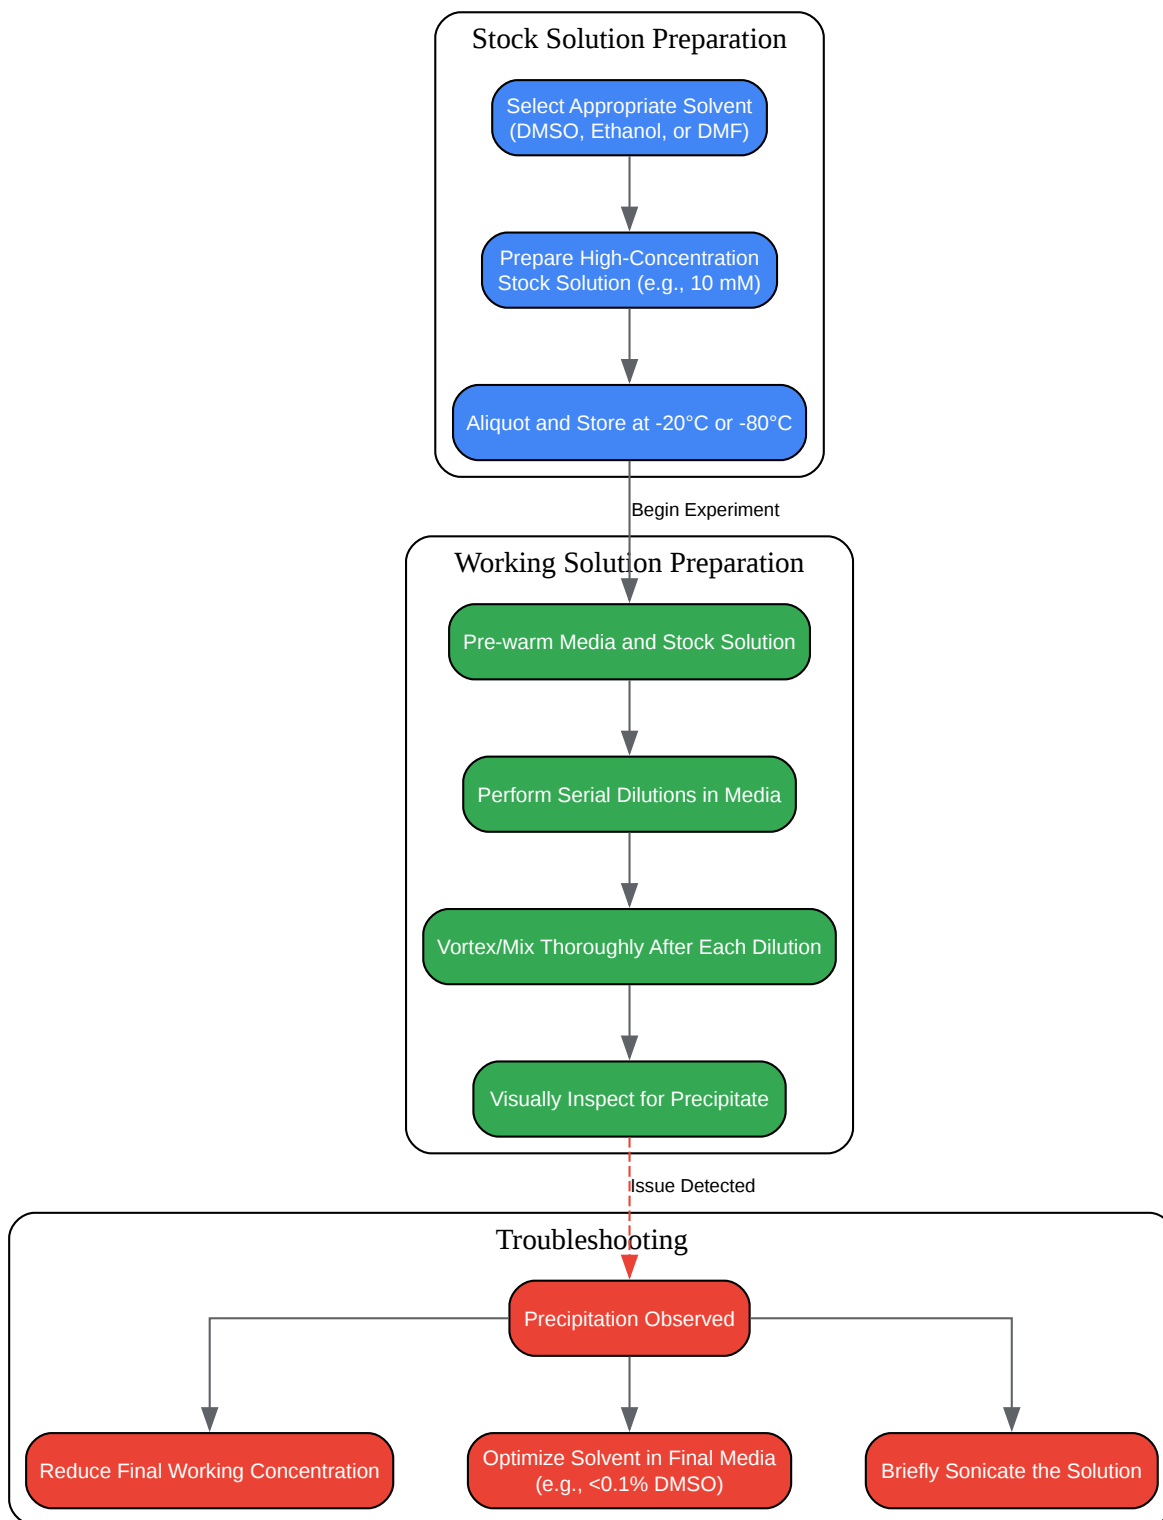 Stock Solution Preparation
Select Appropriate Solvent
(DMSO, Ethanol, or DMF)
Prepare High-Concentration
Stock Solution (e.g., 10 mM)
Aliquot and Store at -20°C or -80°C
Begin Experiment
Working Solution Preparation
Pre-warm Media and Stock Solution
Perform Serial Dilutions in Media
Vortex/Mix Thoroughly After Each Dilution
Visually Inspect for Precipitate
Issue Detected
Troubleshooting
Precipitation Observed
Reduce Final Working Concentration
Optimize Solvent in Final Media
(e.g., <0.1% DMSO)
Briefly Sonicate the Solution